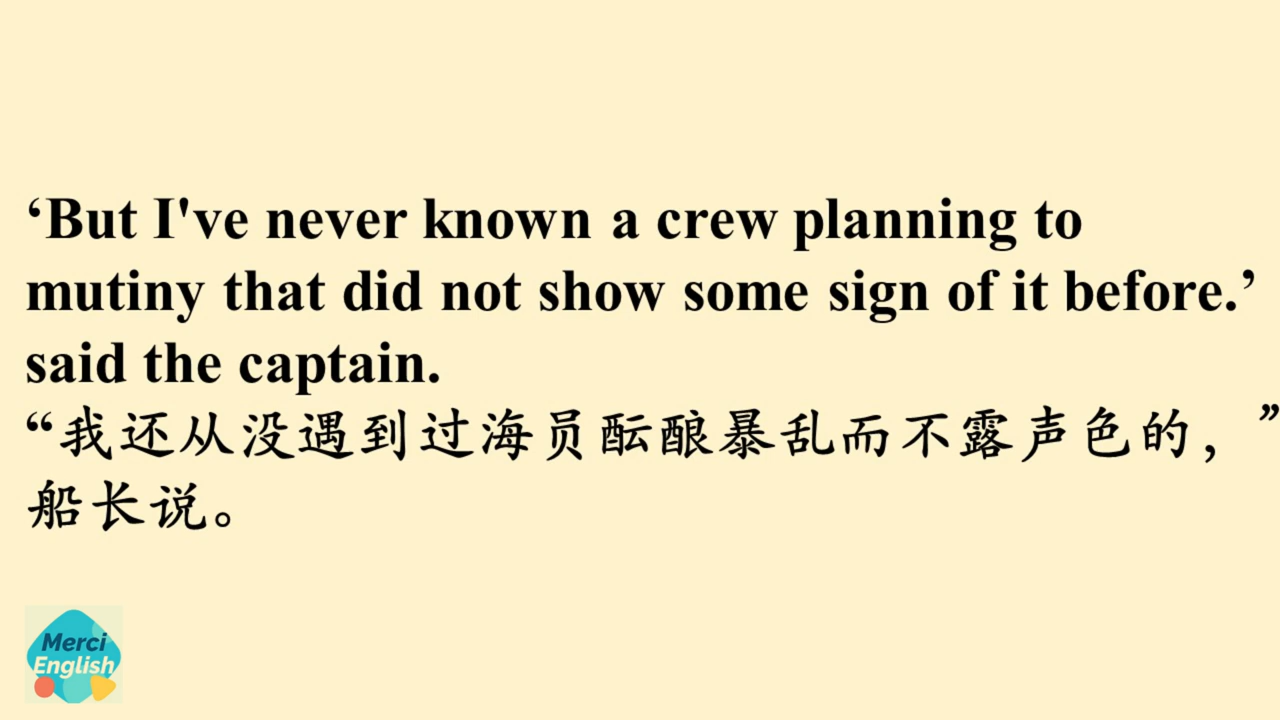 ‘But I've never known a crew planning to
mutiny that did not show some sign of it before.’
said the captain.
“我还从没遇到过海员酝酿暴乱而不露声色的，”
船长说。
Merci
English